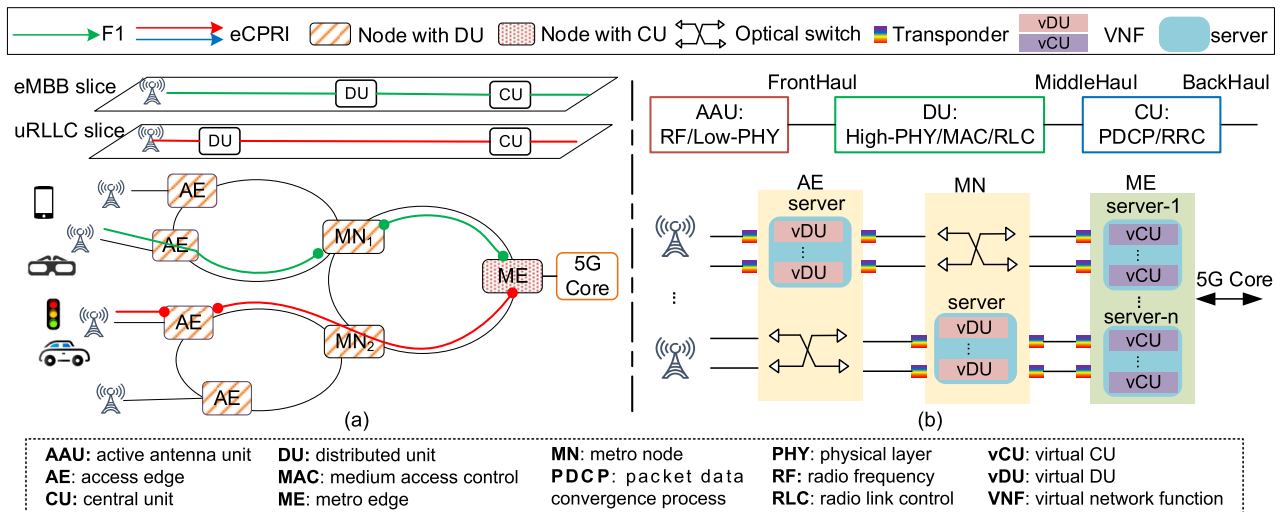 F1 eCPRI Node with DU Node with CU Optical switch Transponder vDU vCU VNF server
eMBB slice DU CU
uRLLC slice DU CU
AE
AE
MN1
ME
5G Core
AE
MN2
AE
(a)
FrontHaul MiddleHaul BackHaul
AAU: RF/Low-PHY
DU: High-PHY/MAC/RLC
CU: PDCP/RRC
AE MN ME
server
vDU
⋮
vDU
server-1
vCU
⋮
vCU
5G Core
⋮
⋮
server
vDU
⋮
vDU
server-n
vCU
⋮
vCU
(b)
AAU: active antenna unit
AE: access edge
CU: central unit
DU: distributed unit
MAC: medium access control
ME: metro edge
MN: metro node
PDCP: packet data
convergence process
PHY: physical layer
RF: radio frequency
RLC: radio link control
vCU: virtual CU
vDU: virtual DU
VNF: virtual network function